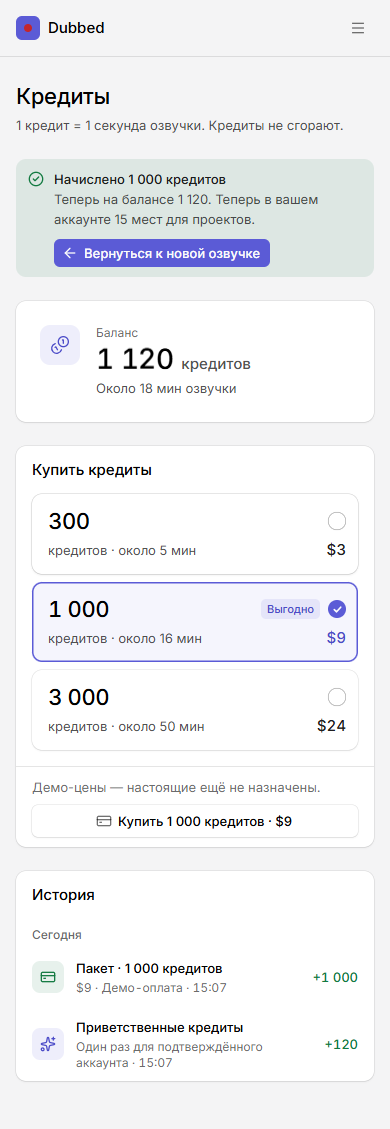 Dubbed
Кредиты
1 кредит = 1 секунда озвучки. Кредиты не сгорают.
Начислено 1 000 кредитов
Теперь на балансе 1 120. Теперь в вашем
аккаунте 15 мест для проектов.
Вернуться к новой озвучке
Баланс
1 120 кредитов
Около 18 мин озвучки
Купить кредиты
300
кредитов · около 5 мин
$3
1 000
Выгодно
кредитов · около 16 мин
$9
3 000
кредитов · около 50 мин
$24
Демо-цены — настоящие ещё не назначены.
Купить 1 000 кредитов · $9
История
Сегодня
Пакет · 1 000 кредитов
+1 000
$9 · Демо-оплата · 15:07
Приветственные кредиты
+120
Один раз для подтверждённого
аккаунта · 15:07